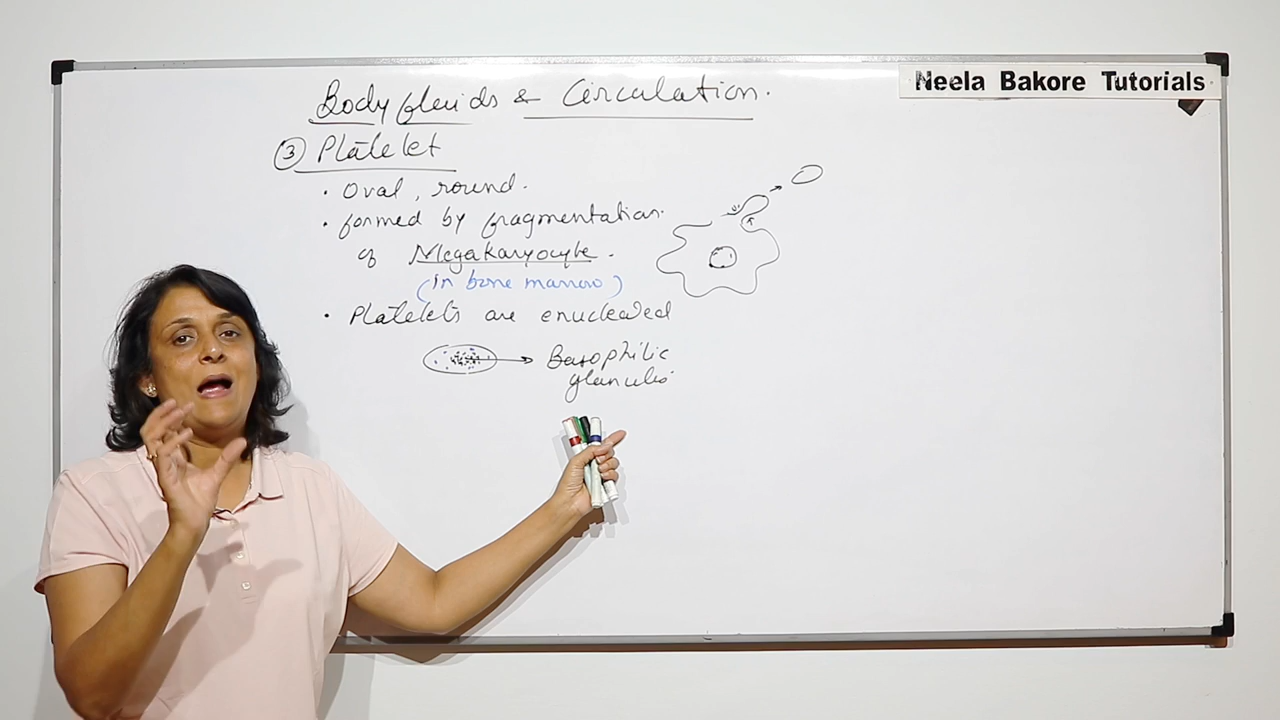 Neela Bakore Tutorials
Body fluids & Circulation.
③ Platelet
• Oval, round.
• formed by fragmentation
of Megakaryocyte.
(in bone marrow)
• Platelets are enucleated
Basophilic
granules